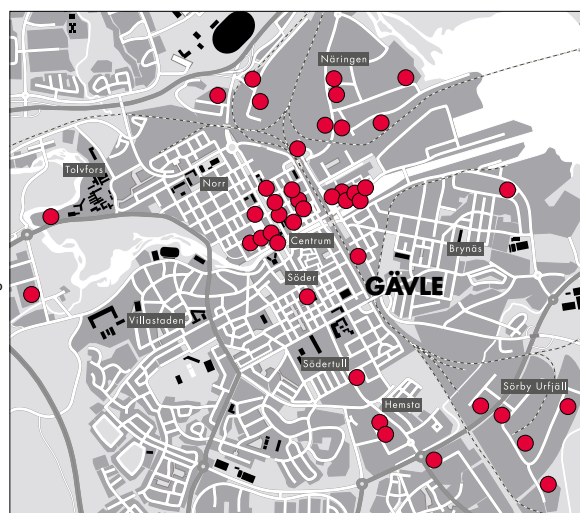 Näringen
Tolvfors
Norr
Centrum
Brynäs
Söder
GÄVLE
Villastaden
Södertull
Sörby Urfjäll
Hemsta